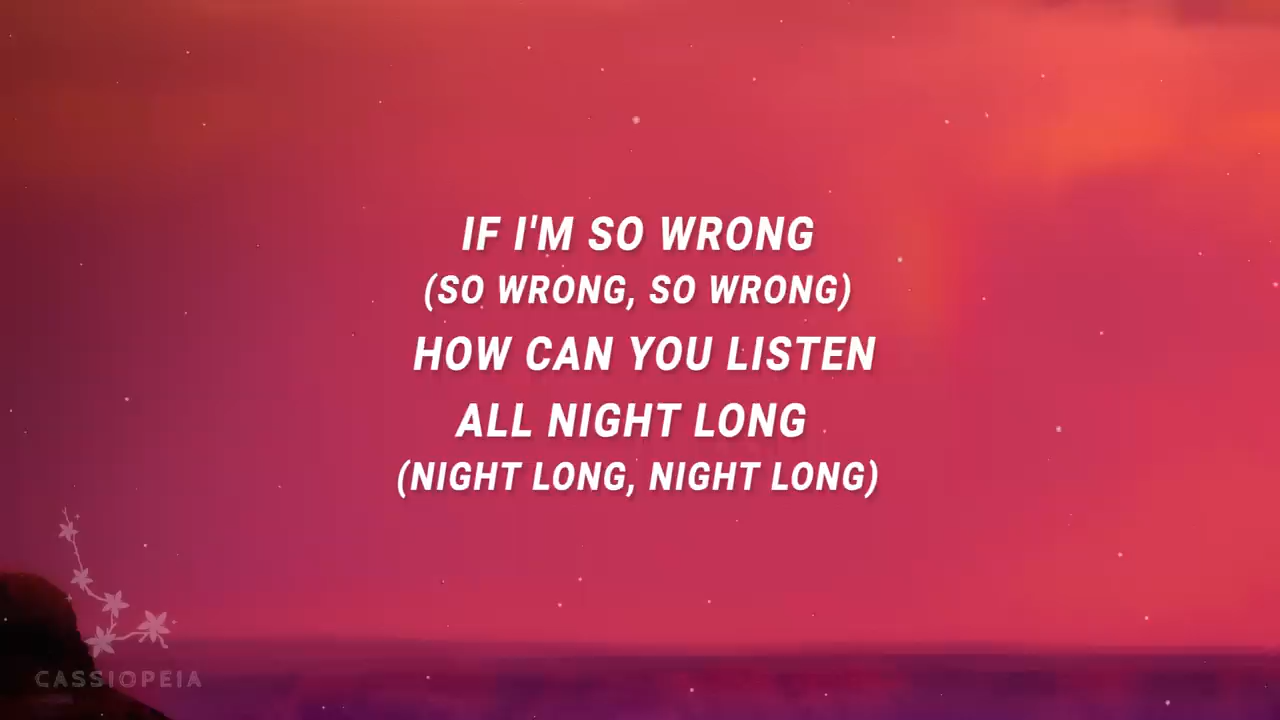 IF I'M SO WRONG
(SO WRONG, SO WRONG)
HOW CAN YOU LISTEN
ALL NIGHT LONG
(NIGHT LONG, NIGHT LONG)
CASSIOPEIA